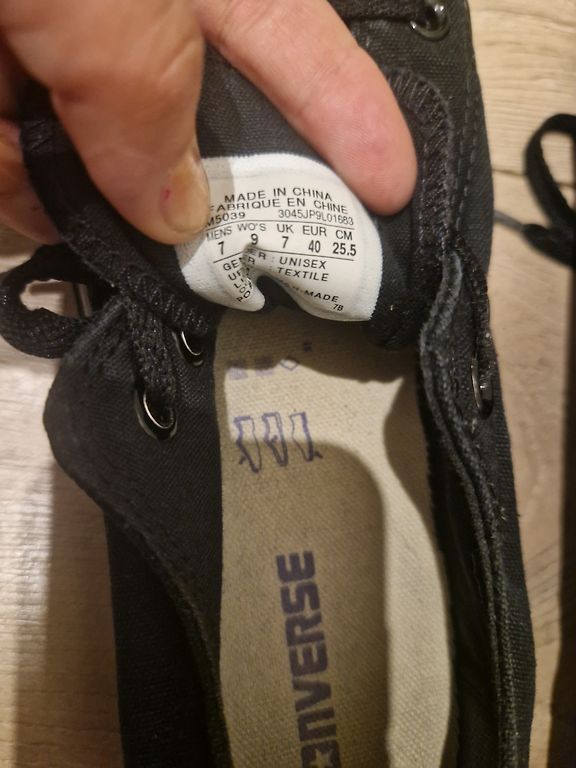 MADE IN CHINA
FABRIQUE EN CHINE
M5039 3045JP9L01683
MENS WO'S UK EUR CM
7 9 7 40 25.5
: UNISEX
: TEXTILE
-MADE
78
CONVERSE